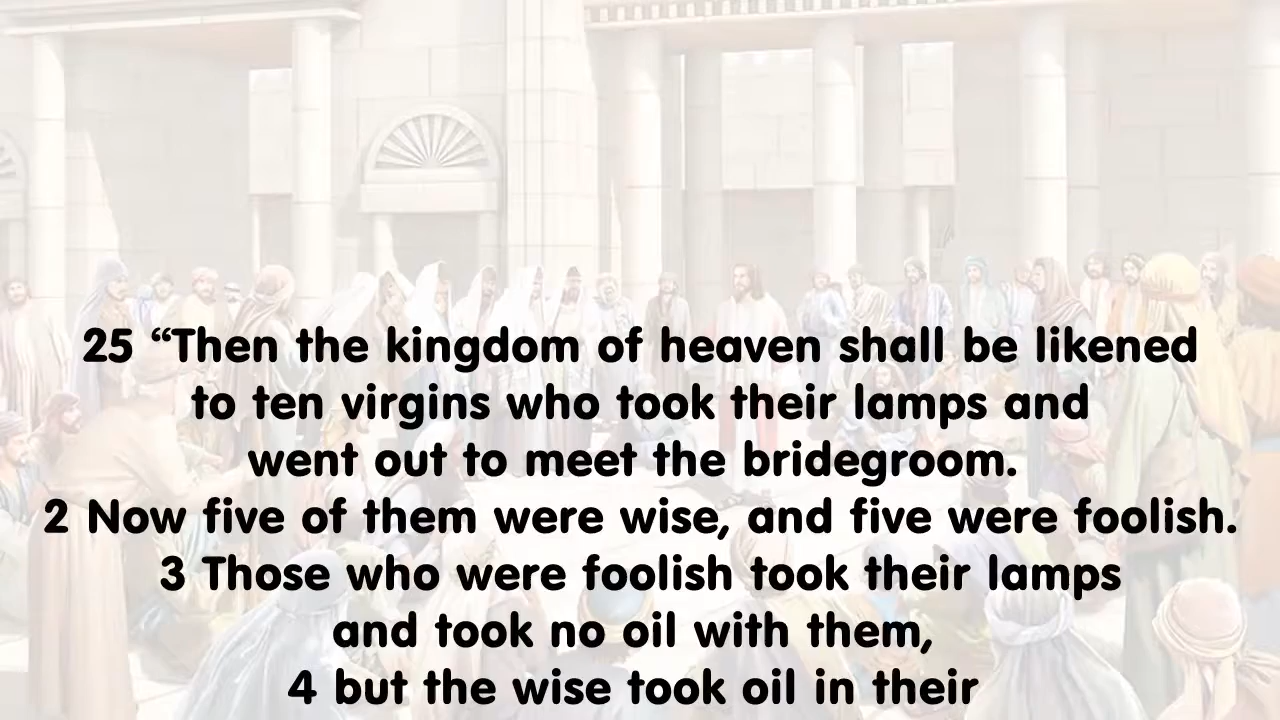 25 “Then the kingdom of heaven shall be likened
to ten virgins who took their lamps and
went out to meet the bridegroom.
2 Now five of them were wise, and five were foolish.
3 Those who were foolish took their lamps
and took no oil with them,
4 but the wise took oil in their